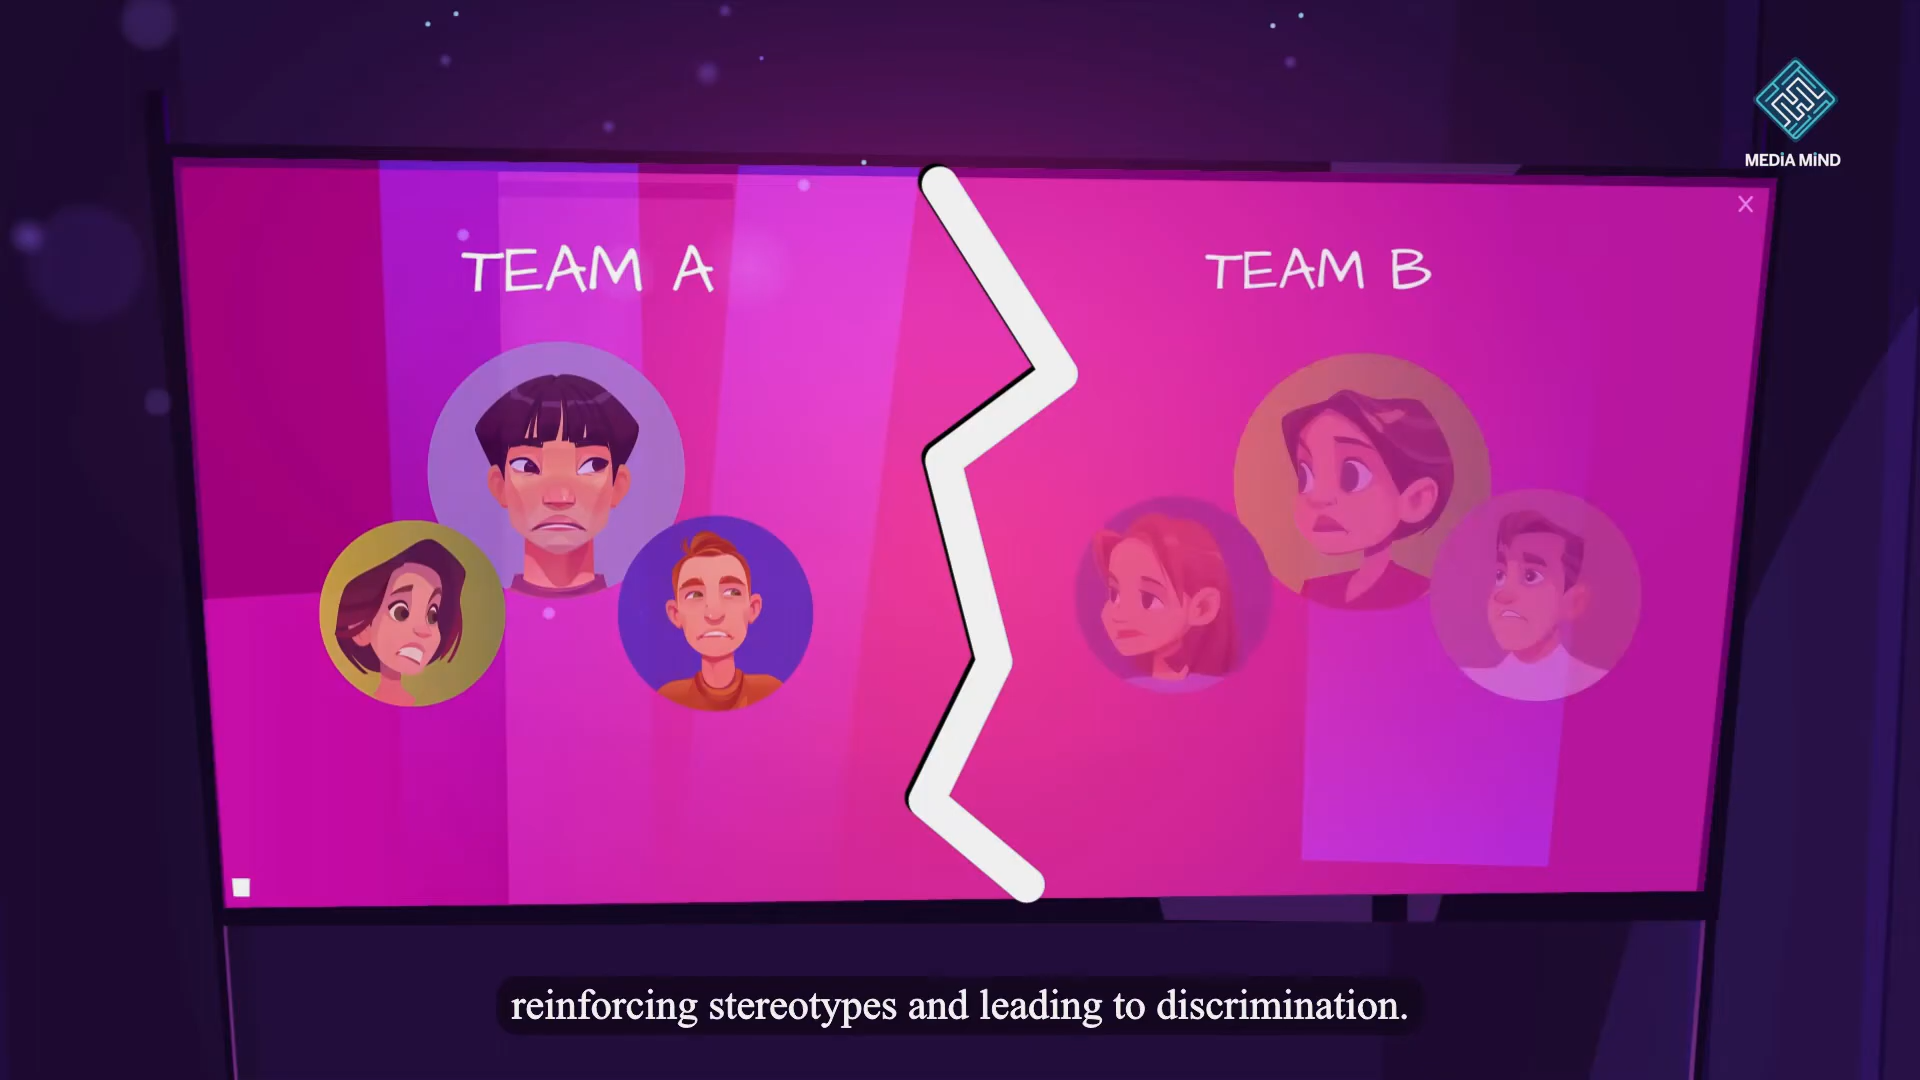 MEDiA MiND
TEAM A
TEAM B
reinforcing stereotypes and leading to discrimination.